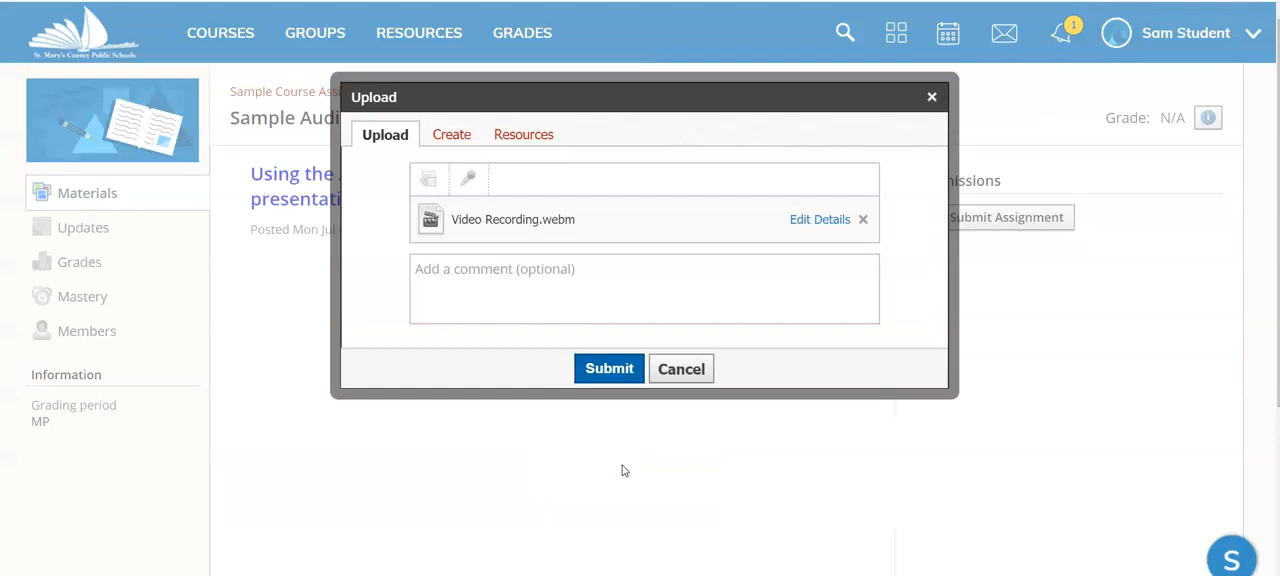 COURSES GROUPS RESOURCES GRADES 1 Sam Student
St. Mary's County Public Schools
Upload
Sample Course Ass
Sample Audi
Grade: N/A
Upload Create Resources
Using the
presentati
Posted Mon Jul
missions
Submit Assignment
Video Recording.webm Edit Details
Add a comment (optional)
Submit Cancel
Materials
Updates
Grades
Mastery
Members
Information
Grading period
MP
S